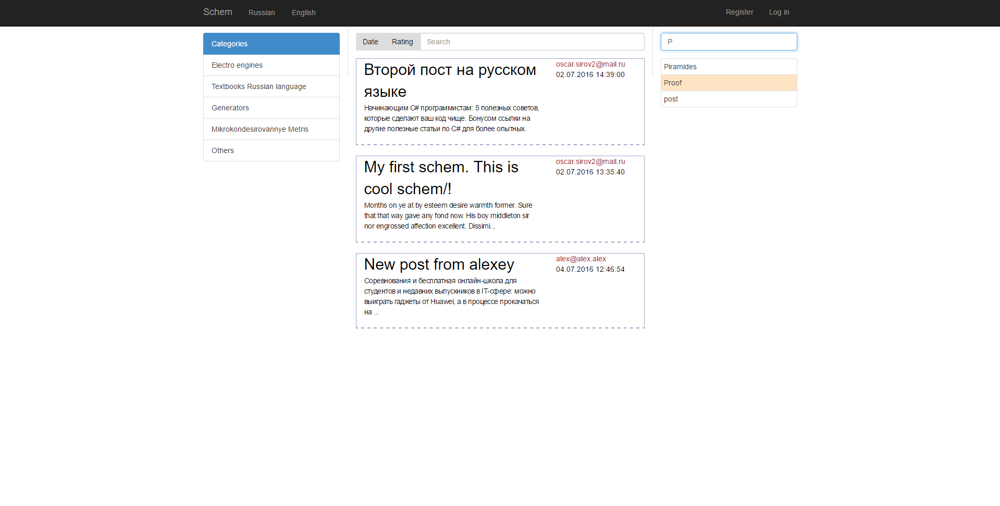 Schem Russian English Register Log in
Categories
Electro engines
Textbooks Russian language
Generators
Mikrokondesirovannye Metris
Others
Date Rating Search
Второй пост на русском
языке
Начинающим C# программистам: 5 полезных советов,
которые сделают ваш код чище. Бонусом ссылки на
другие полезные статьи по C# для более опытных.
oscar.sirov2@mail.ru
02.07.2016 14:39:00
My first schem. This is
cool schem/!
Months on ye at by esteem desire warmth former. Sure
that that way gave any fond now. His boy middleton sir
nor engrossed affection excellent. Dissimi...
oscar.sirov2@mail.ru
02.07.2016 13:35:40
New post from alexey
Соревнования и бесплатная онлайн-школа для
студентов и недавних выпускников в IT-сфере: можно
выиграть гаджеты от Huawei, а в процессе прокачаться
на ...
alex@alex.alex
04.07.2016 12:46:54
P
Piramides
Proof
post